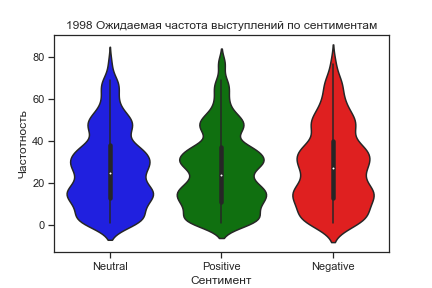 1998 Ожидаемая частота выступлений по сентиментам
80
60
40
20
0
Частотность
Neutral
Positive
Negative
Сентимент